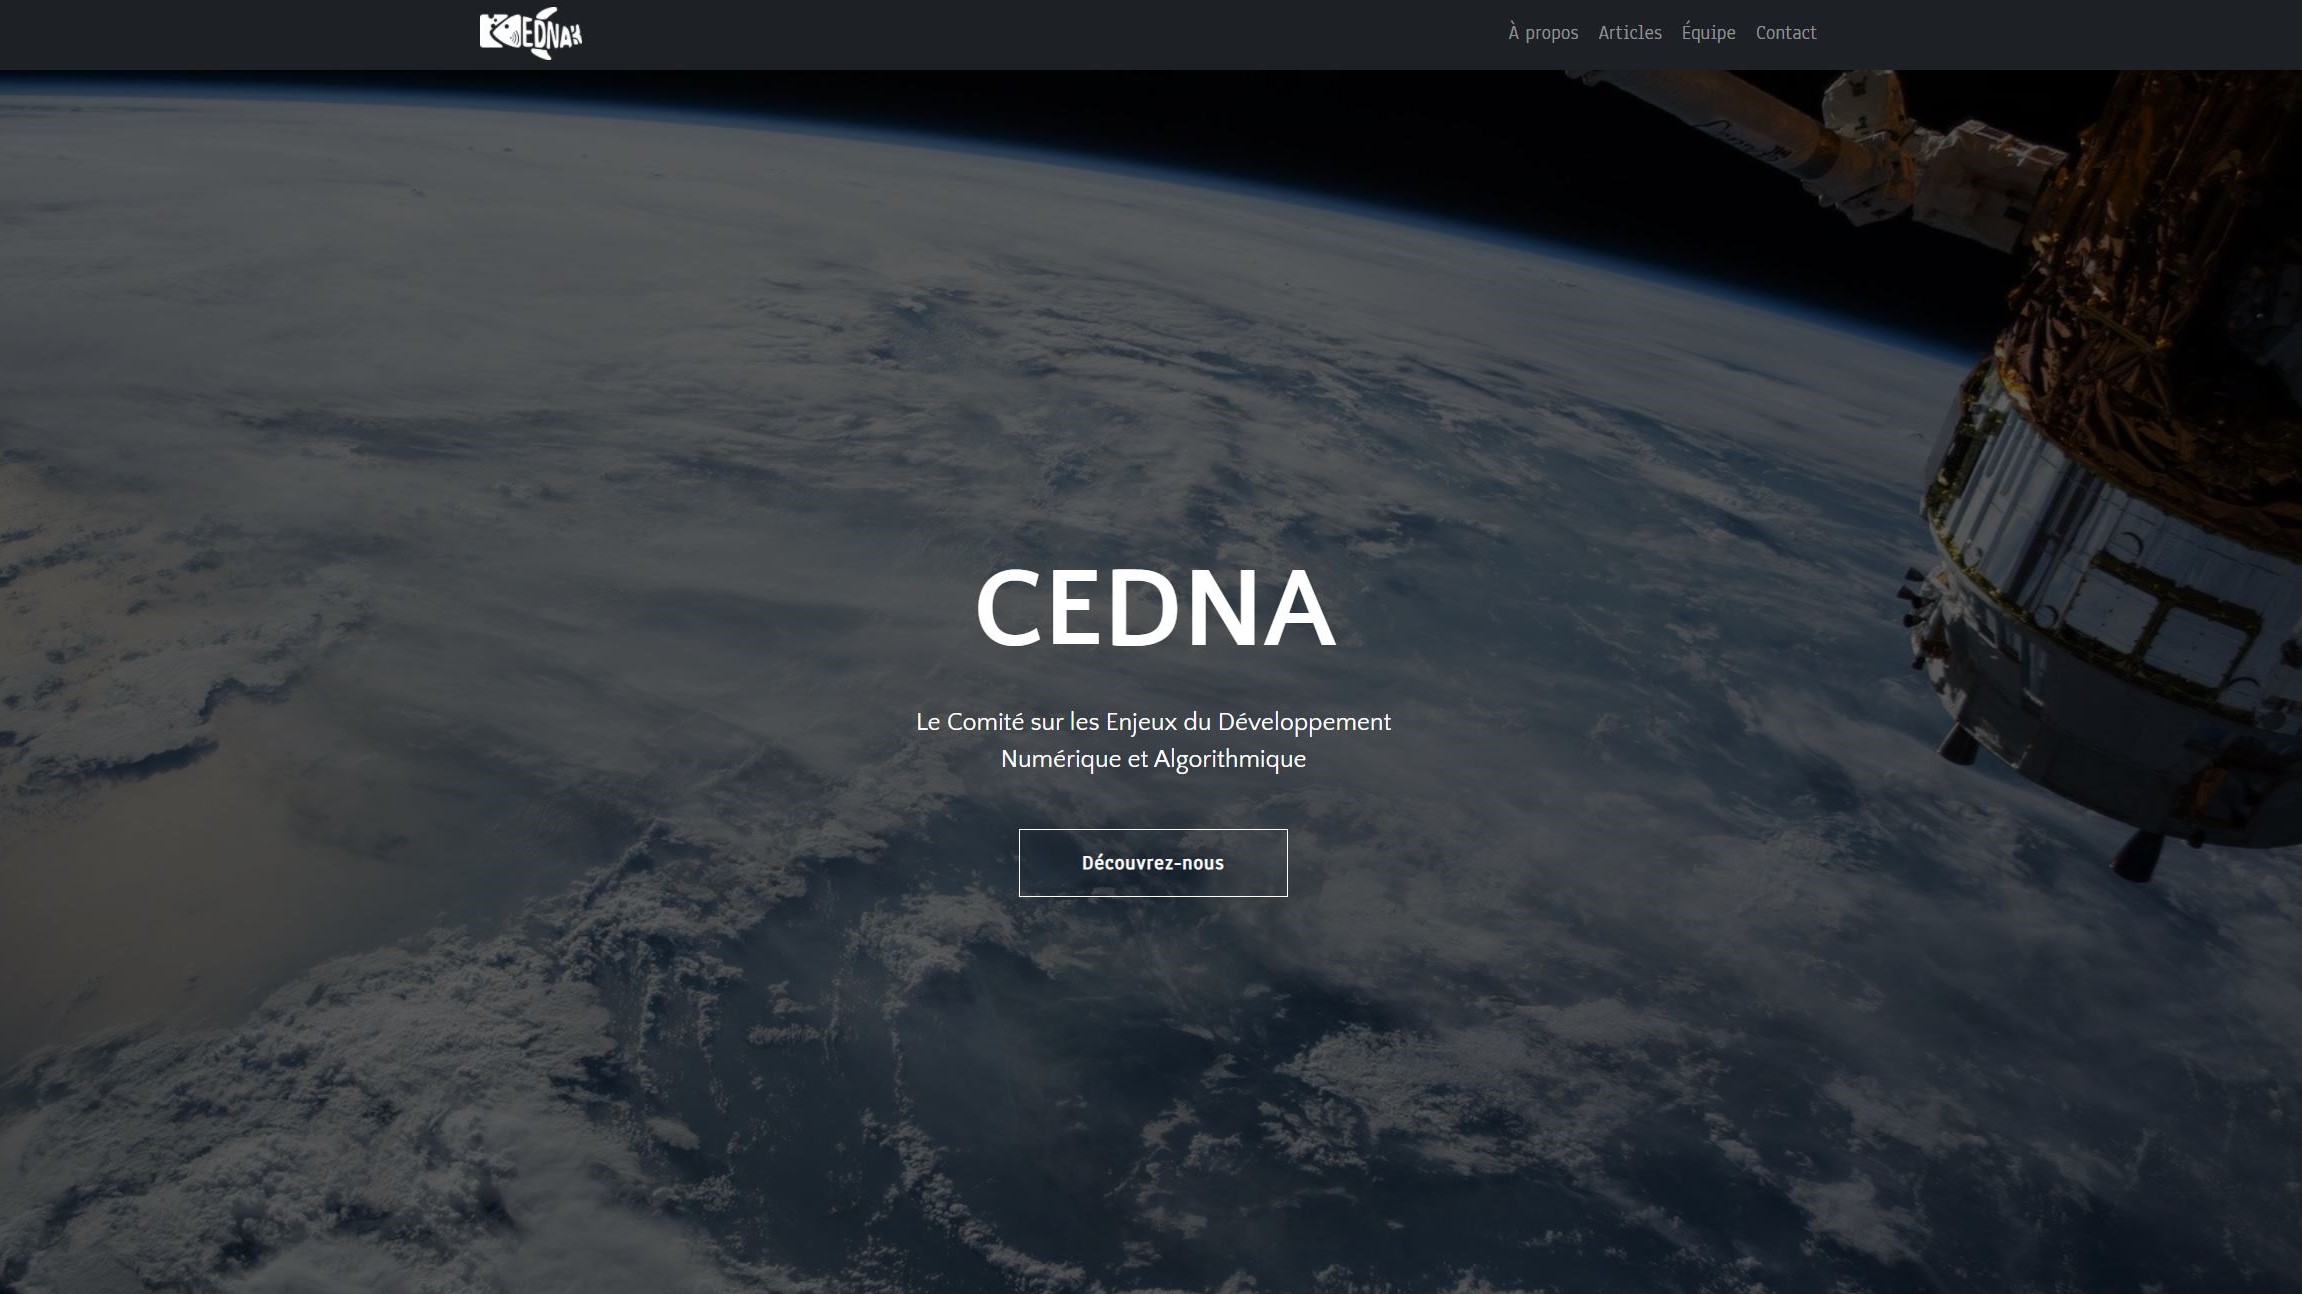 CEDNA
À propos Articles Équipe Contact
CEDNA
Le Comité sur les Enjeux du Développement
Numérique et Algorithmique
Découvrez-nous